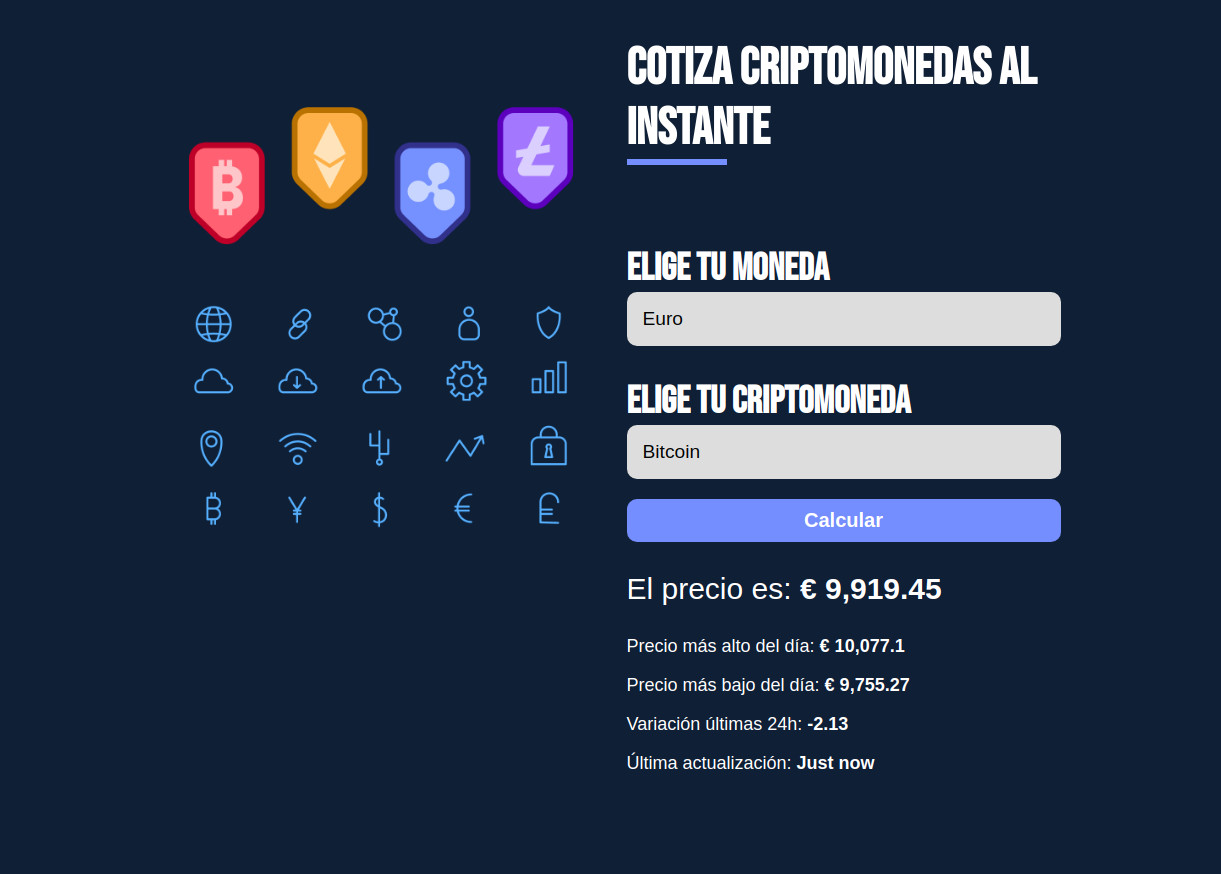 COTIZA CRIPTOMONEDAS AL
INSTANTE
ELIGE TU MONEDA
Euro
ELIGE TU CRIPTOMONEDA
Bitcoin
Calcular
El precio es: € 9,919.45
Precio más alto del día: € 10,077.1
Precio más bajo del día: € 9,755.27
Variación últimas 24h: -2.13
Última actualización: Just now